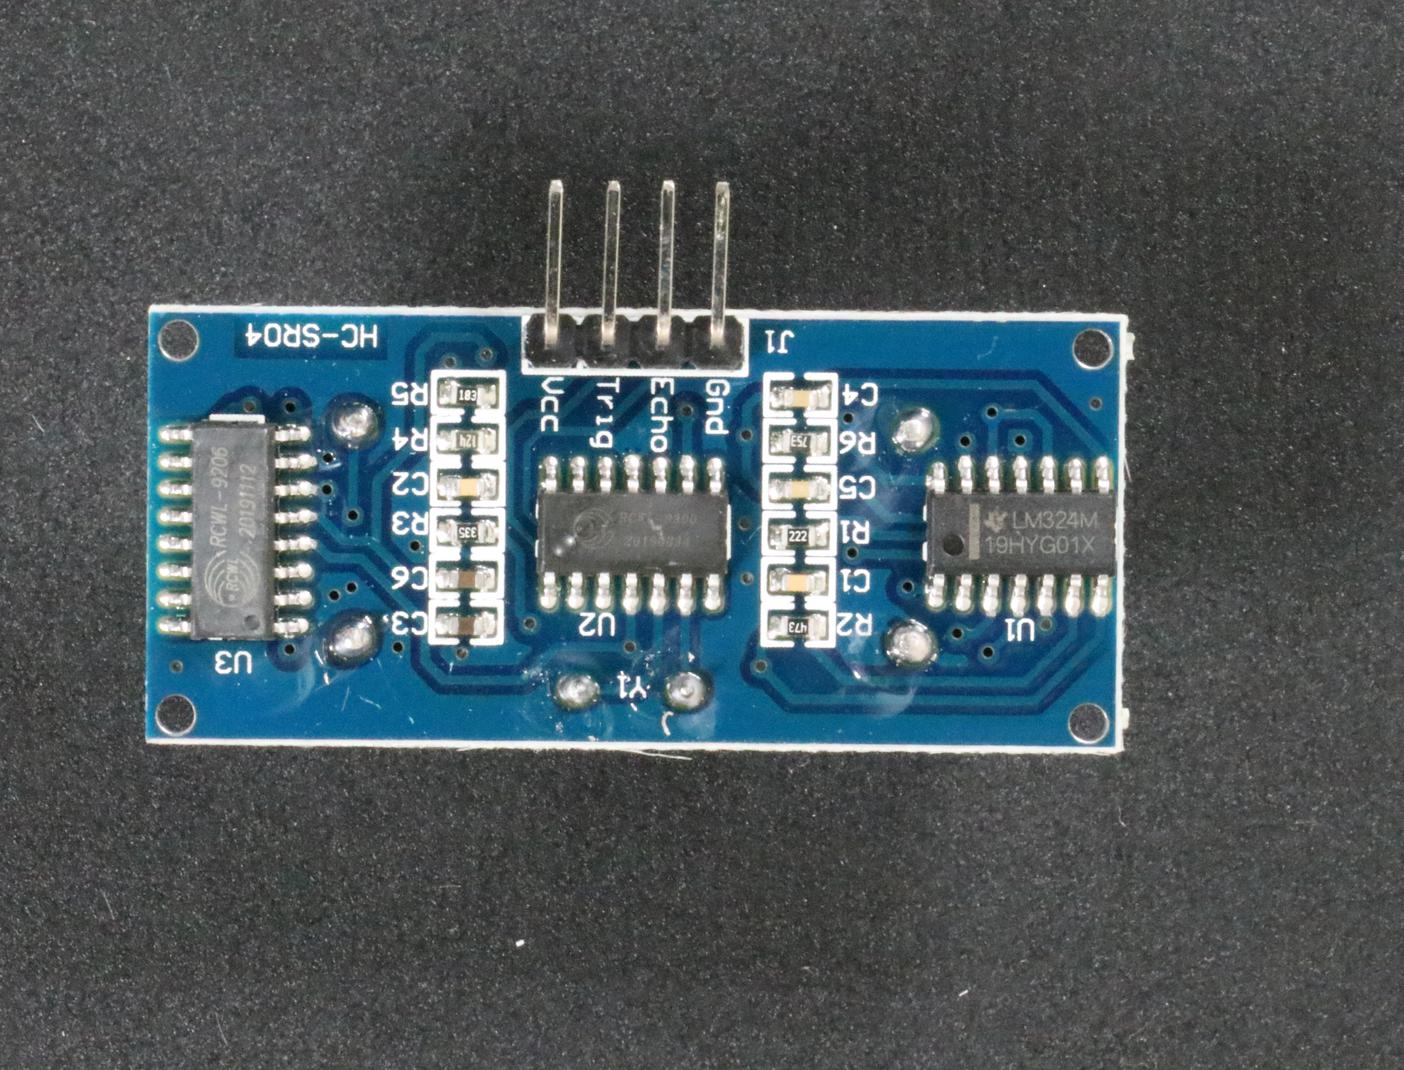 HC-SR04
J1
Vcc
Trig
Echo
Gnd
R5
103
R4
124
C2
R3
335
C6
C3
C4
R6
753
C5
R1
222
C1
R2
473
RCWL-9206
20191112
RCWL
U3
U2
Y1
LM324M
19HYG01X
U1